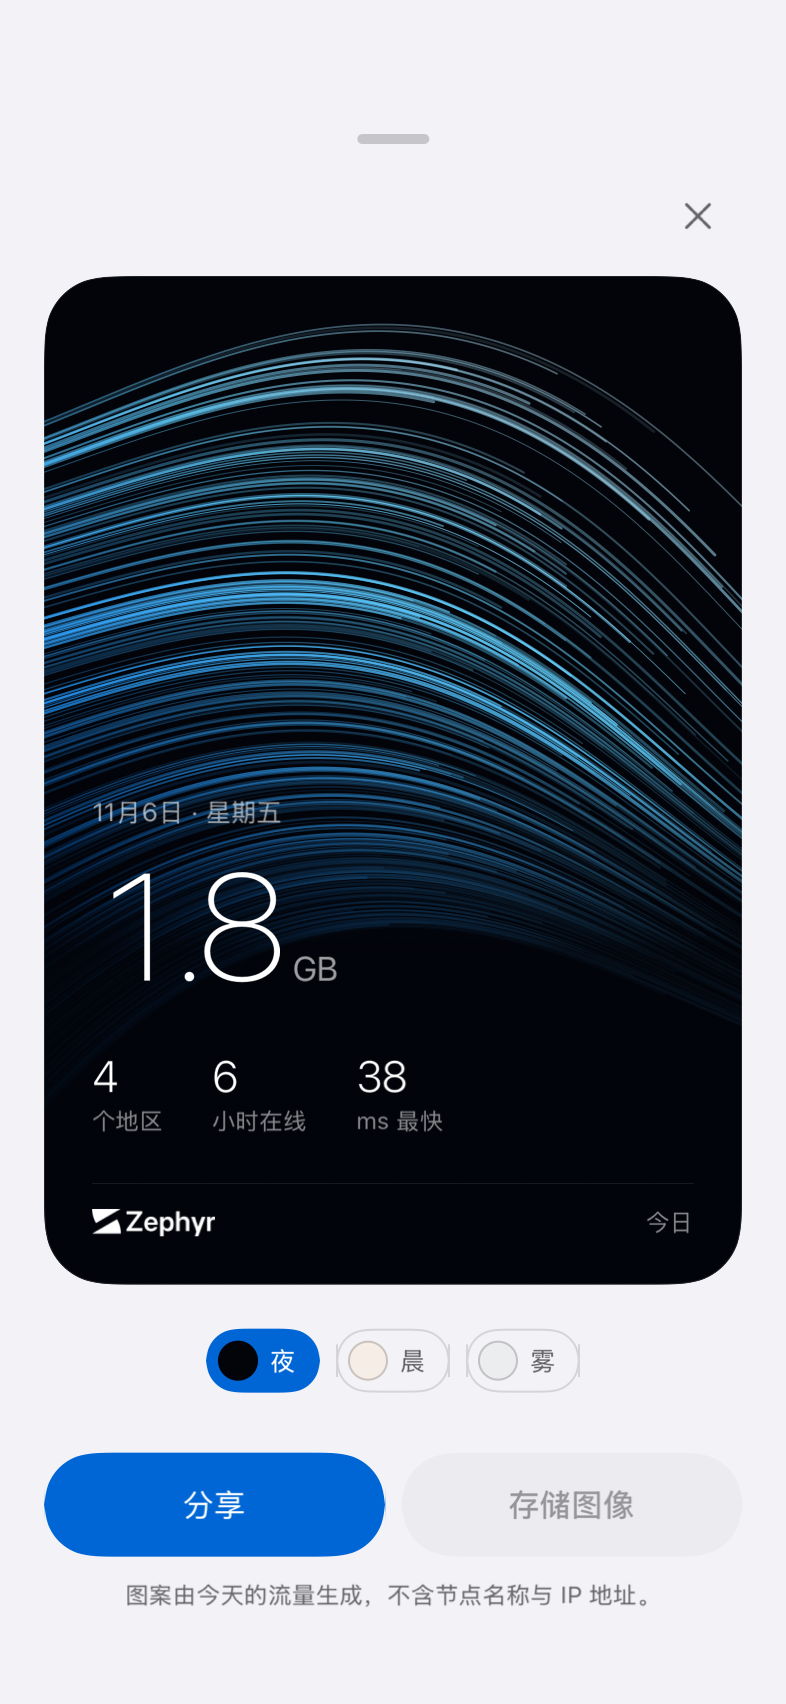 11月6日 · 星期五
1.8 GB
4 6 38
个地区 小时在线 ms 最快
Zephyr 今日
夜 晨 雾
分享 存储图像
图案由今天的流量生成，不含节点名称与 IP 地址。